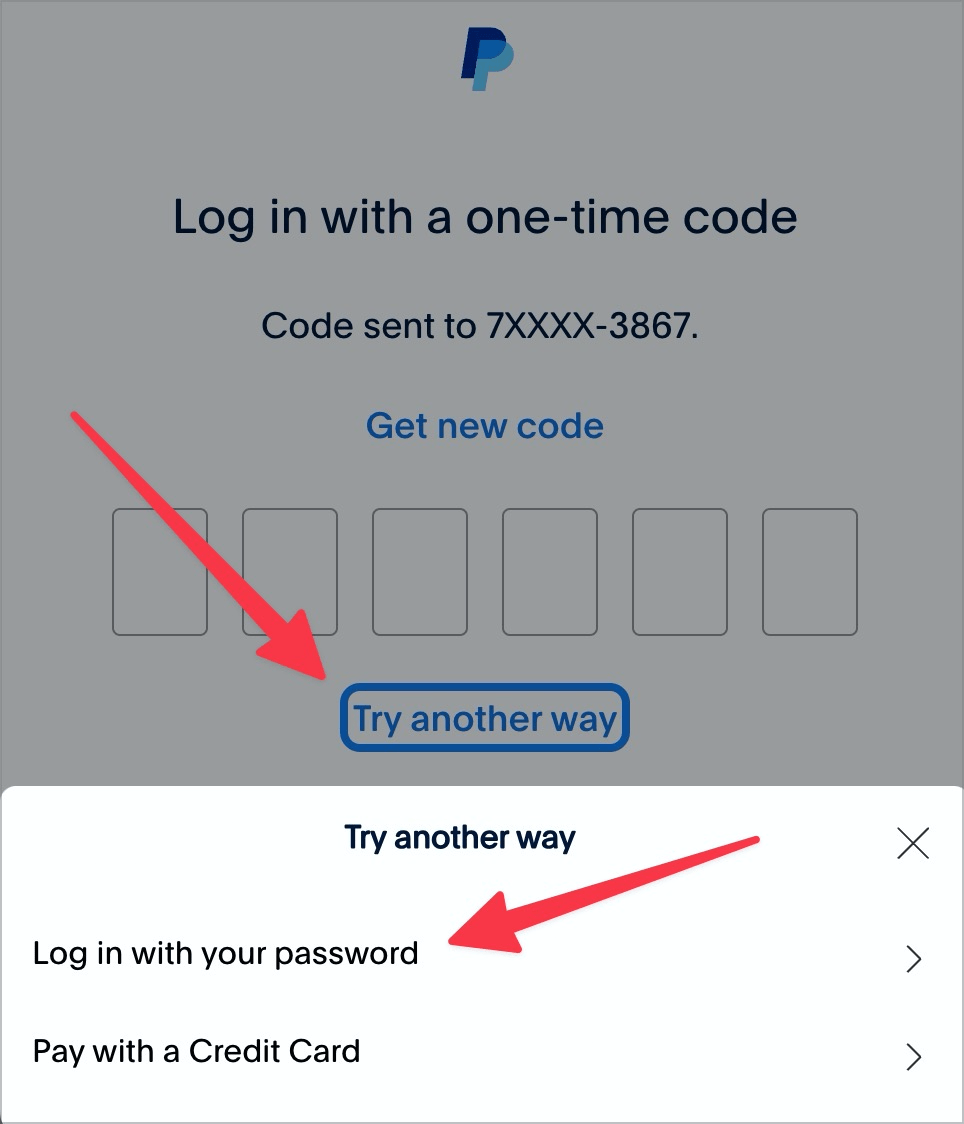 Log in with a one-time code
Code sent to 7XXXX-3867.
Get new code
Try another way
Try another way
Log in with your password
Pay with a Credit Card